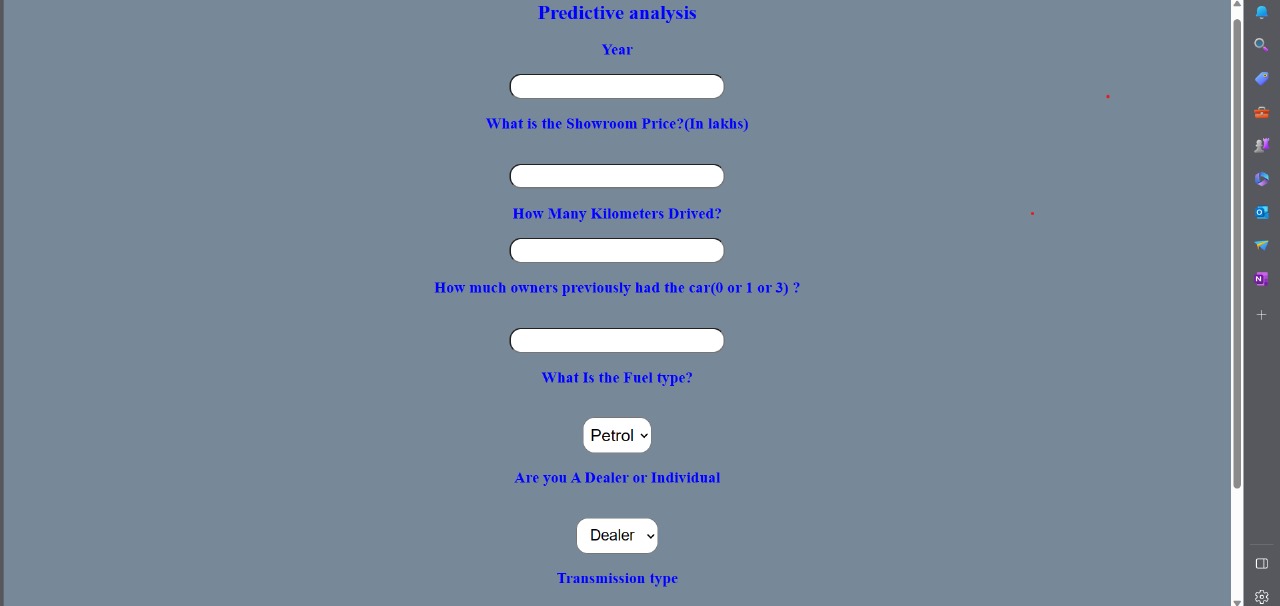 Predictive analysis
Year
What is the Showroom Price?(In lakhs)
How Many Kilometers Drived?
How much owners previously had the car(0 or 1 or 3) ?
What Is the Fuel type?
Petrol
Are you A Dealer or Individual
Dealer
Transmission type